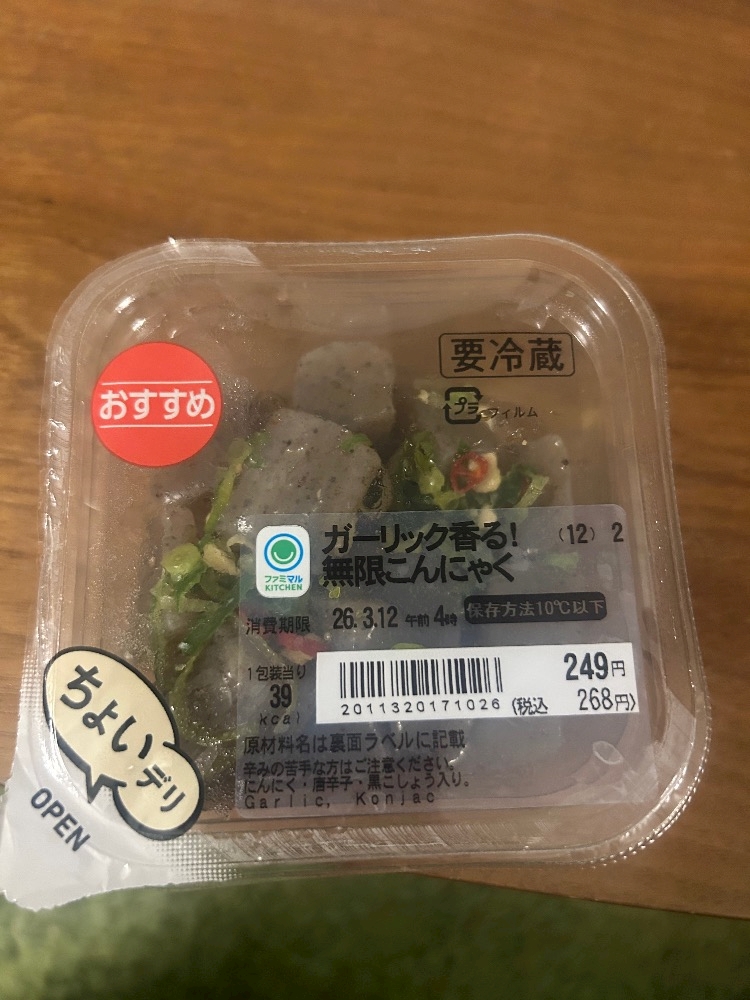 要冷蔵
おすすめ
プラ フィルム
ガーリック香る! (12) 2
無限こんにゃく
ファミマル
KITCHEN
消費期限 26.3.12 午前 4時 保存方法10℃以下
1包装当り
39
kcal
249円
2011320171026 (税込 268円)
原材料名は裏面ラベルに記載
辛みの苦手な方はご注意ください。
にんにく・唐辛子・黒こしょう入り。
Garlic, Konjac
ちょい
デリ
OPEN